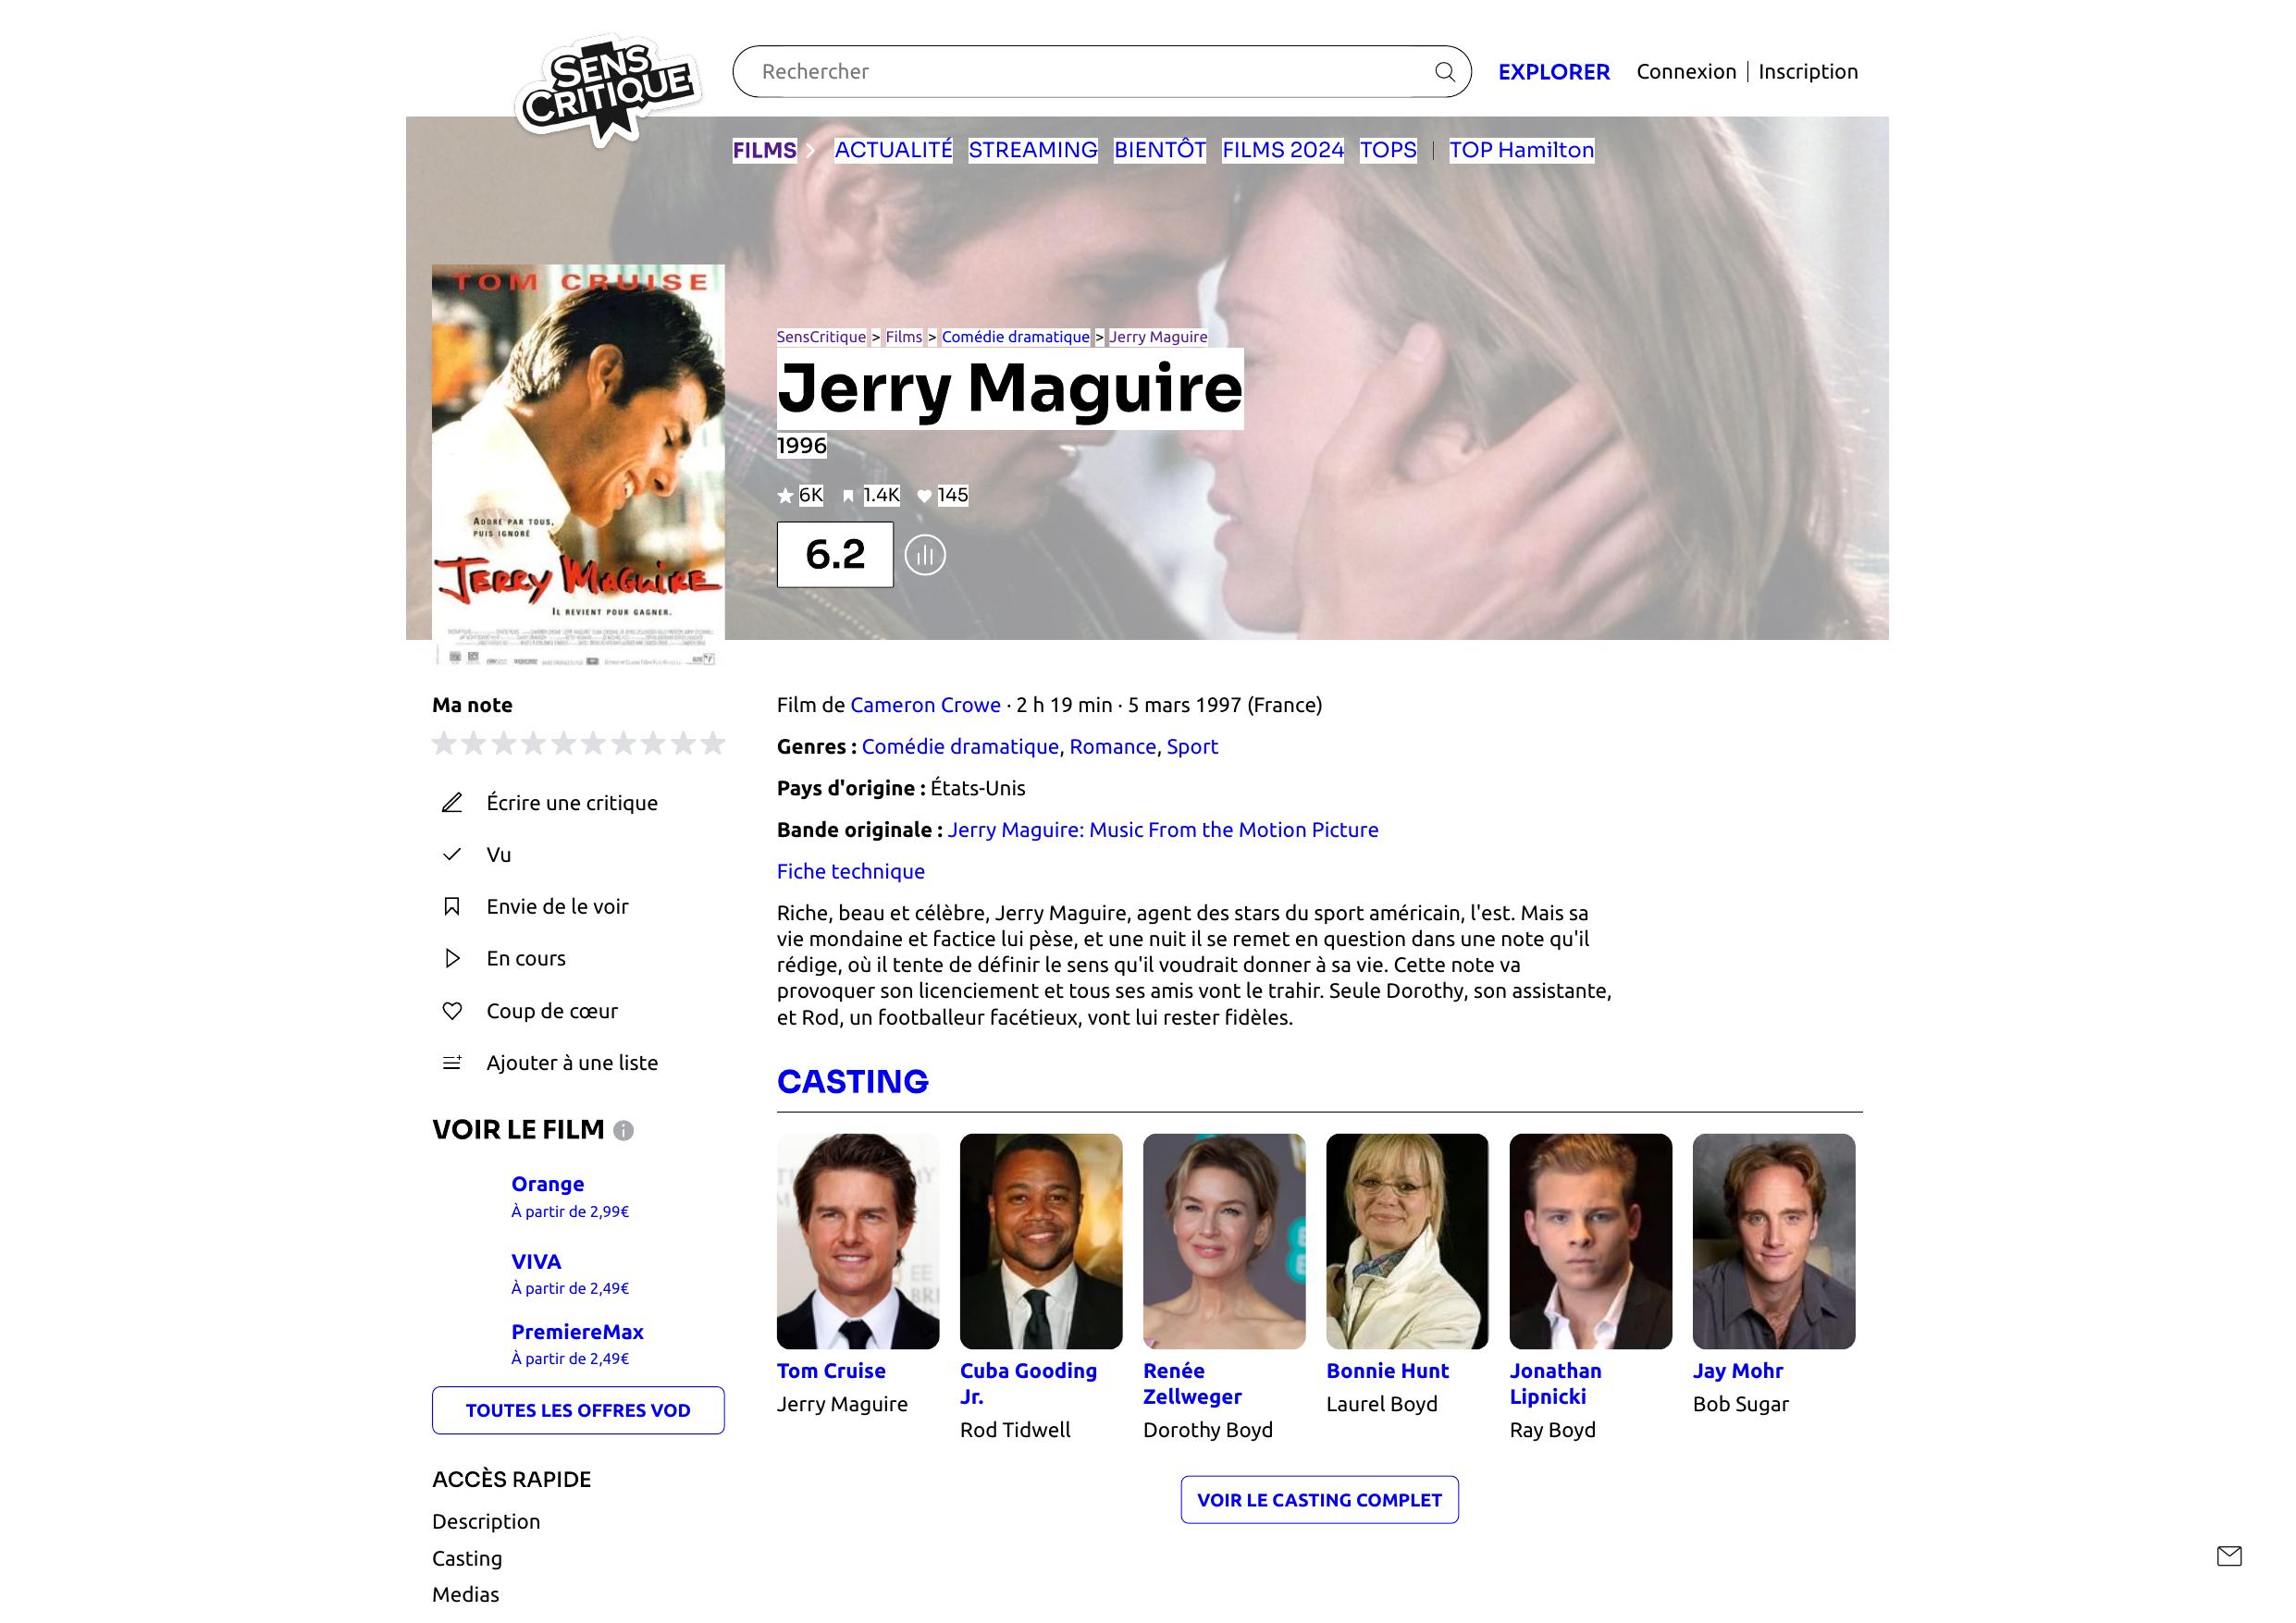 SENS
CRITIQUE
Rechercher
EXPLORER
Connexion | Inscription
FILMS
ACTUALITÉ
STREAMING
BIENTÔT
FILMS 2024
TOPS
|
TOP Hamilton
TOM CRUISE
ADORÉ PAR TOUS,
PUIS IGNORÉ
JERRY MAGUIRE
IL REVIENT POUR GAGNER.
SensCritique > Films > Comédie dramatique > Jerry Maguire
Jerry Maguire
1996
6K 1.4K 145
6.2
Ma note
Écrire une critique
Vu
Envie de le voir
En cours
Coup de cœur
Ajouter à une liste
VOIR LE FILM
Orange
À partir de 2,99€
VIVA
À partir de 2,49€
PremiereMax
À partir de 2,49€
TOUTES LES OFFRES VOD
ACCÈS RAPIDE
Description
Casting
Medias
Film de Cameron Crowe · 2 h 19 min · 5 mars 1997 (France)
Genres : Comédie dramatique, Romance, Sport
Pays d'origine : États-Unis
Bande originale : Jerry Maguire: Music From the Motion Picture
Fiche technique
Riche, beau et célèbre, Jerry Maguire, agent des stars du sport américain, l'est. Mais sa
vie mondaine et factice lui pèse, et une nuit il se remet en question dans une note qu'il
rédige, où il tente de définir le sens qu'il voudrait donner à sa vie. Cette note va
provoquer son licenciement et tous ses amis vont le trahir. Seule Dorothy, son assistante,
et Rod, un footballeur facétieux, vont lui rester fidèles.
CASTING
Tom Cruise
Jerry Maguire
Cuba Gooding
Jr.
Rod Tidwell
Renée
Zellweger
Dorothy Boyd
Bonnie Hunt
Laurel Boyd
Jonathan
Lipnicki
Ray Boyd
Jay Mohr
Bob Sugar
VOIR LE CASTING COMPLET